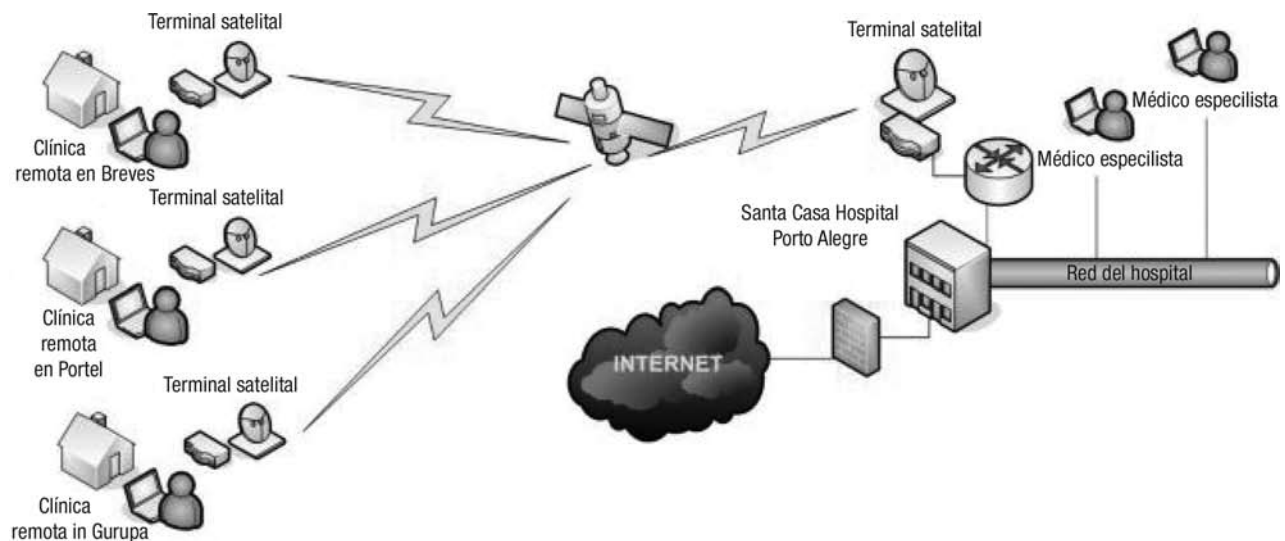 Terminal satelital
Clínica
remota en Breves
Terminal satelital
Clínica
remota
en Portel
Terminal satelital
Clínica
remota in Gurupa
Terminal satelital
Médico especilista
Médico especilista
Santa Casa Hospital
Porto Alegre
Red del hospital
INTERNET